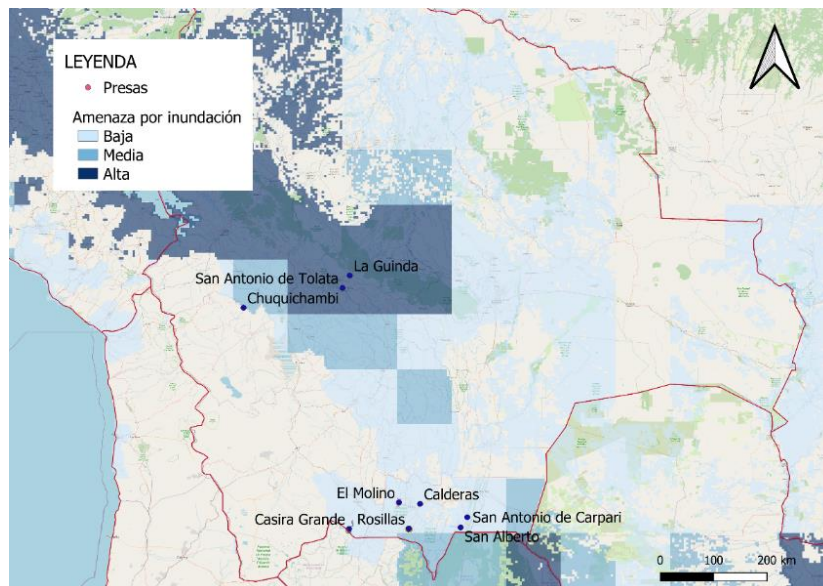 LEYENDA
Presas
Amenaza por inundación
Baja
Media
Alta
La Guinda
San Antonio de Tolata
Chuquichambi
El Molino
Calderas
Casira Grande
Rosillas
San Antonio de Carpari
San Alberto
0 100 200 km